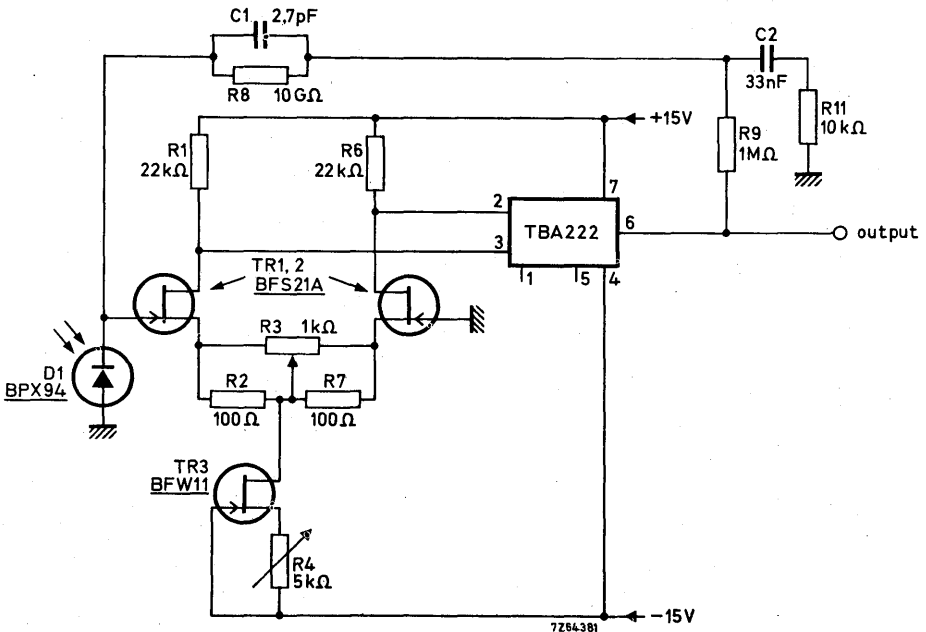 C1 2,7pF
R8 10GΩ
C2
33nF
R11
10kΩ
R9
1MΩ
+15V
R1
22kΩ
R6
22kΩ
7
2
TBA222
6
output
3
1
5
4
TR1, 2
BFS21A
R3 1kΩ
D1
BPX94
R2
100Ω
R7
100Ω
TR3
BFW11
R4
5kΩ
-15V
7Z64381